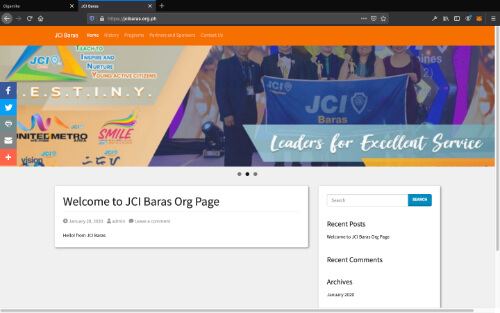 JCI Baras
https://jcibaras.org.ph
JCI Baras Home History Programs Partners and Sponsors Contact Us
TEACH TO
INSPIRE AND
NURTURE
YOUNG ACTIVE CITIZENS
JCI
D.E.S.T.I.N.Y.
UNITED METRO
SMILE
vision
JCI
Baras
Leaders for Excellent Service
Welcome to JCI Baras Org Page
January 28, 2020 admin Leave a comment
Hello from JCI Baras
Search SEARCH
Recent Posts
Welcome to JCI Baras Org Page
Recent Comments
Archives
January 2020